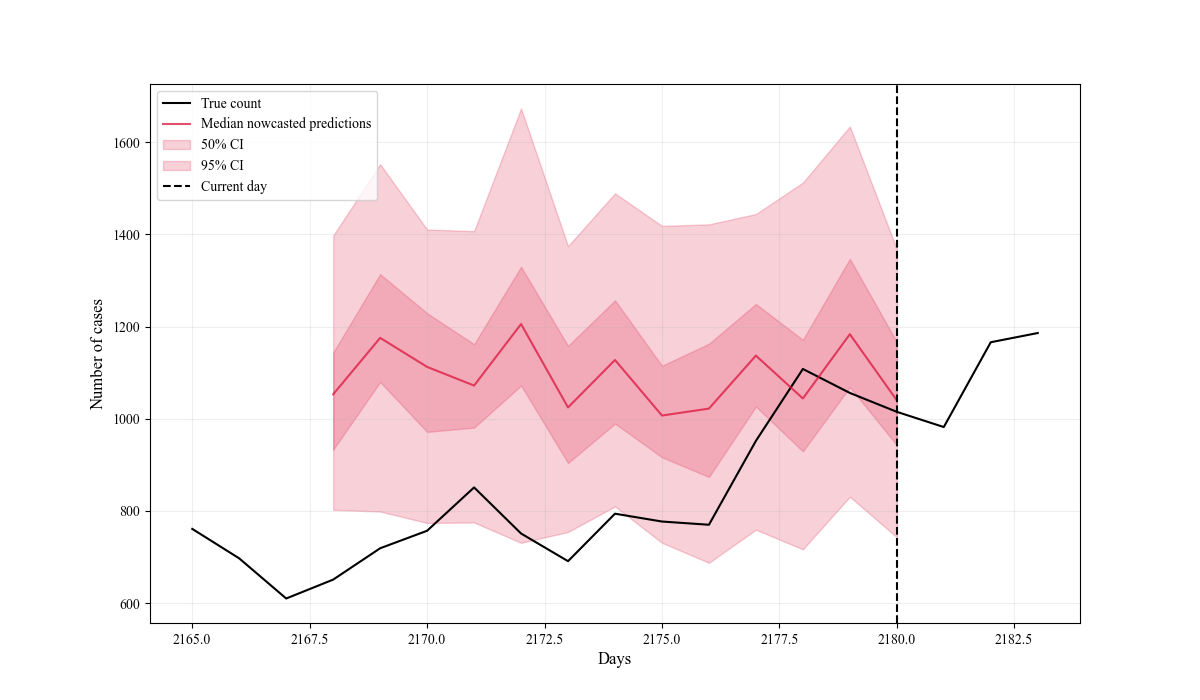 True count
Median nowcasted predictions
50% CI
95% CI
Current day
1600
1400
1200
1000
800
600
Number of cases
2165.0 2167.5 2170.0 2172.5 2175.0 2177.5 2180.0 2182.5
Days